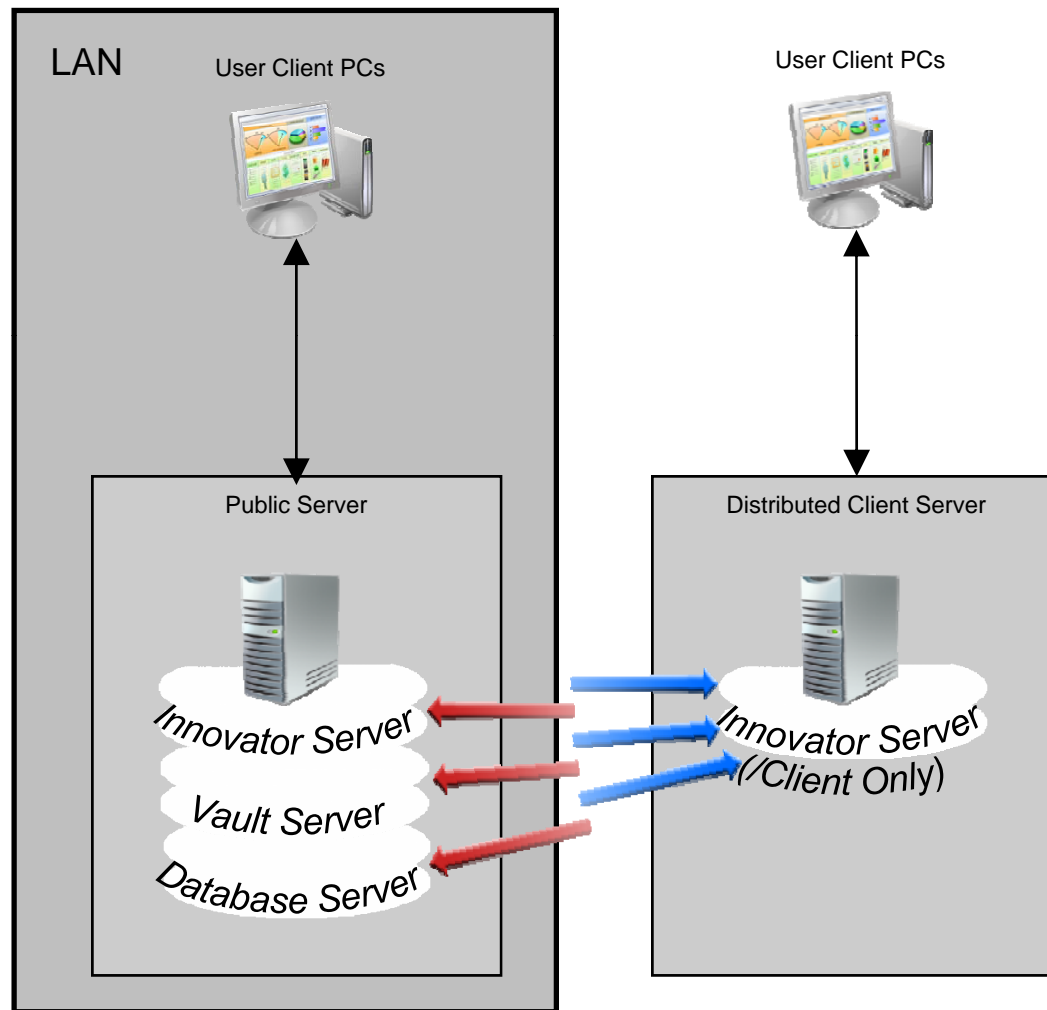 LAN
User Client PCs
User Client PCs
Public Server
Innovator Server
Vault Server
Database Server
Distributed Client Server
Innovator Server
(/Client Only)